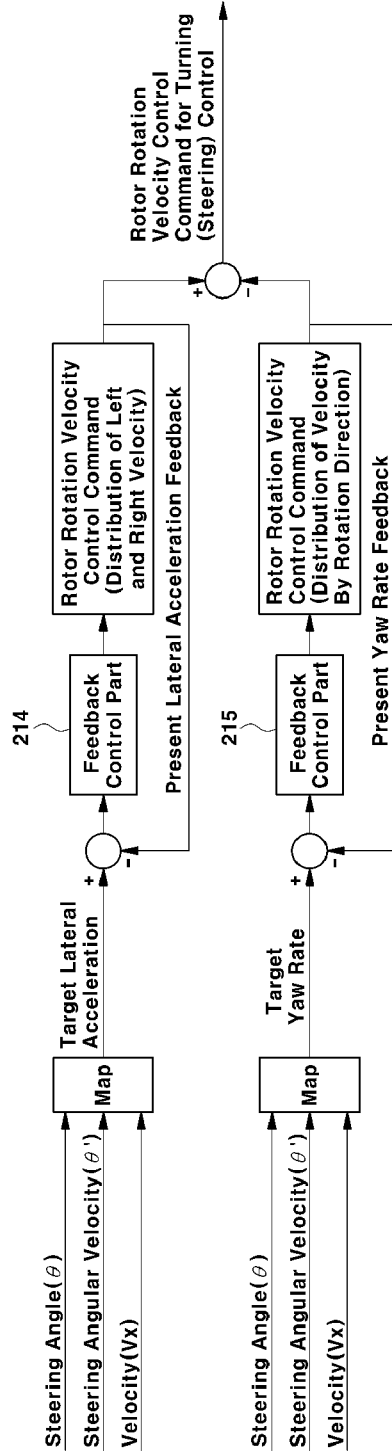 Steering Angle(θ)
Steering Angular Velocity(θ')
Velocity(Vx)
Map
Target Lateral
Acceleration
+
-
214
Feedback
Control Part
Rotor Rotation Velocity
Control Command
(Distribution of Left
and Right Velocity)
Present Lateral Acceleration Feedback
Steering Angle(θ)
Steering Angular Velocity(θ')
Velocity(Vx)
Map
Target
Yaw Rate
+
-
215
Feedback
Control Part
Rotor Rotation Velocity
Control Command
(Distribution of Velocity
By Rotation Direction)
Present Yaw Rate Feedback
+
-
Rotor Rotation
Velocity Control
Command for Turning
(Steering) Control